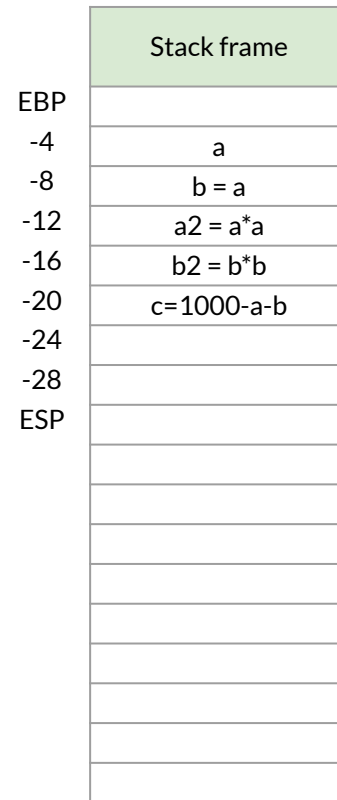 Stack frame
EBP
-4 a
-8 b = a
-12 a2 = a*a
-16 b2 = b*b
-20 c=1000-a-b
-24
-28
ESP